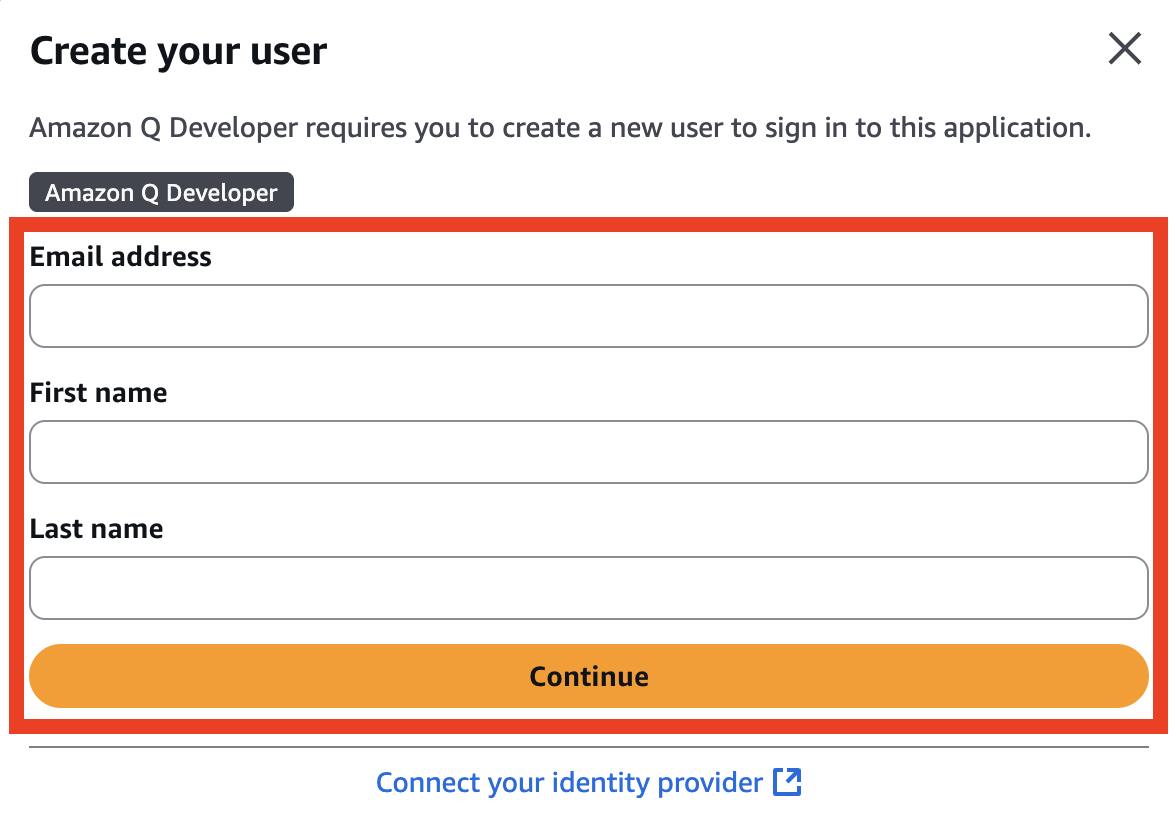 Create your user
Amazon Q Developer requires you to create a new user to sign in to this application.
Amazon Q Developer
Email address
First name
Last name
Continue
Connect your identity provider